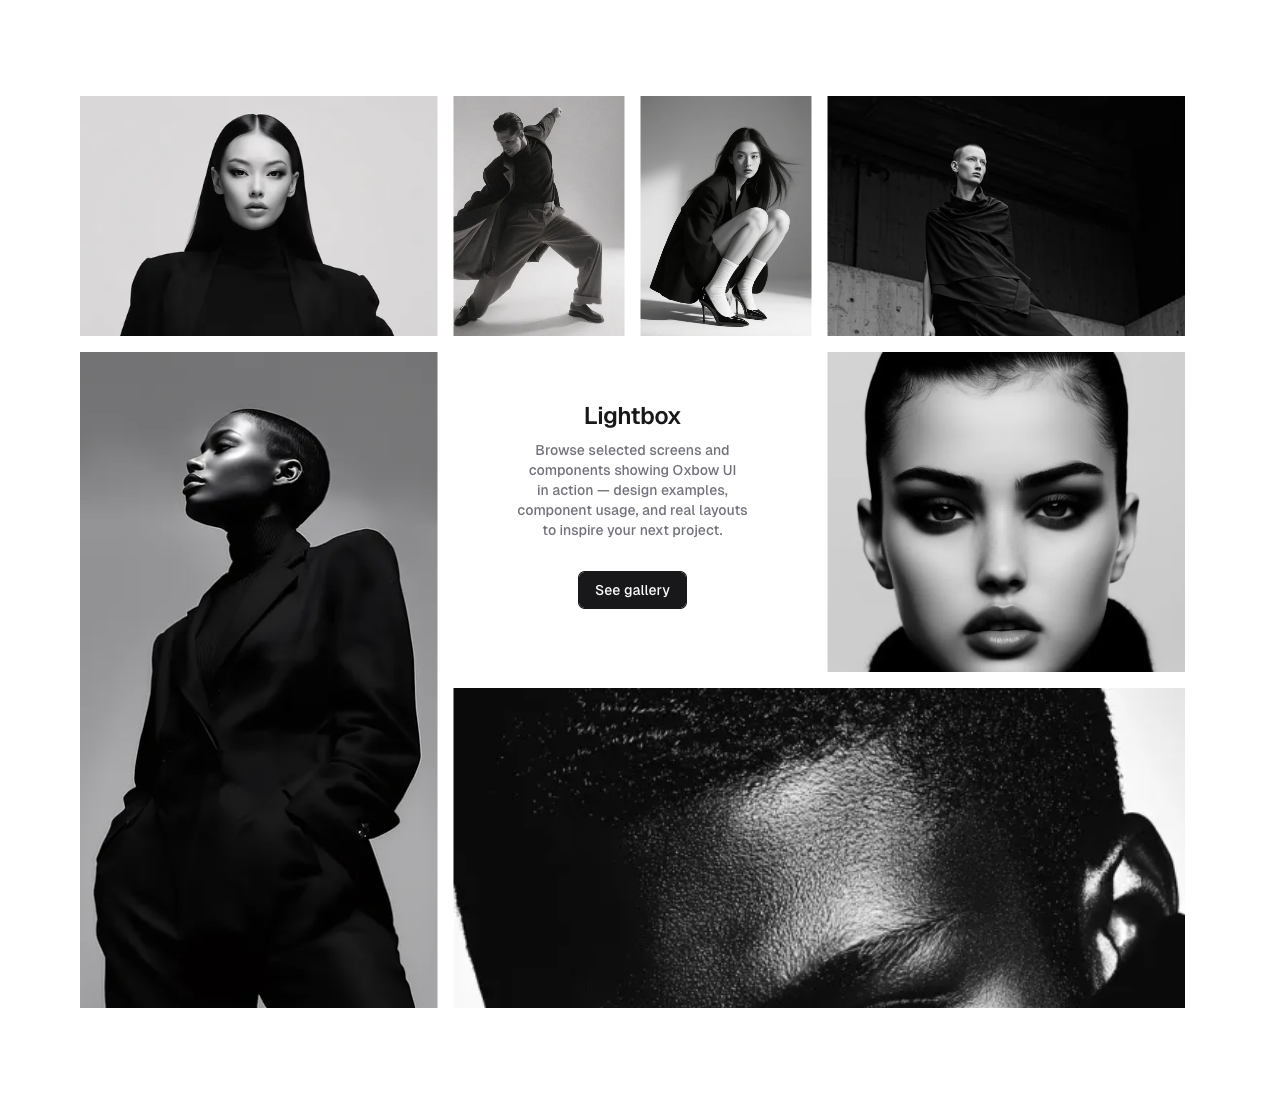 Lightbox
Browse selected screens and
components showing Oxbow UI
in action — design examples,
component usage, and real layouts
to inspire your next project.
See gallery